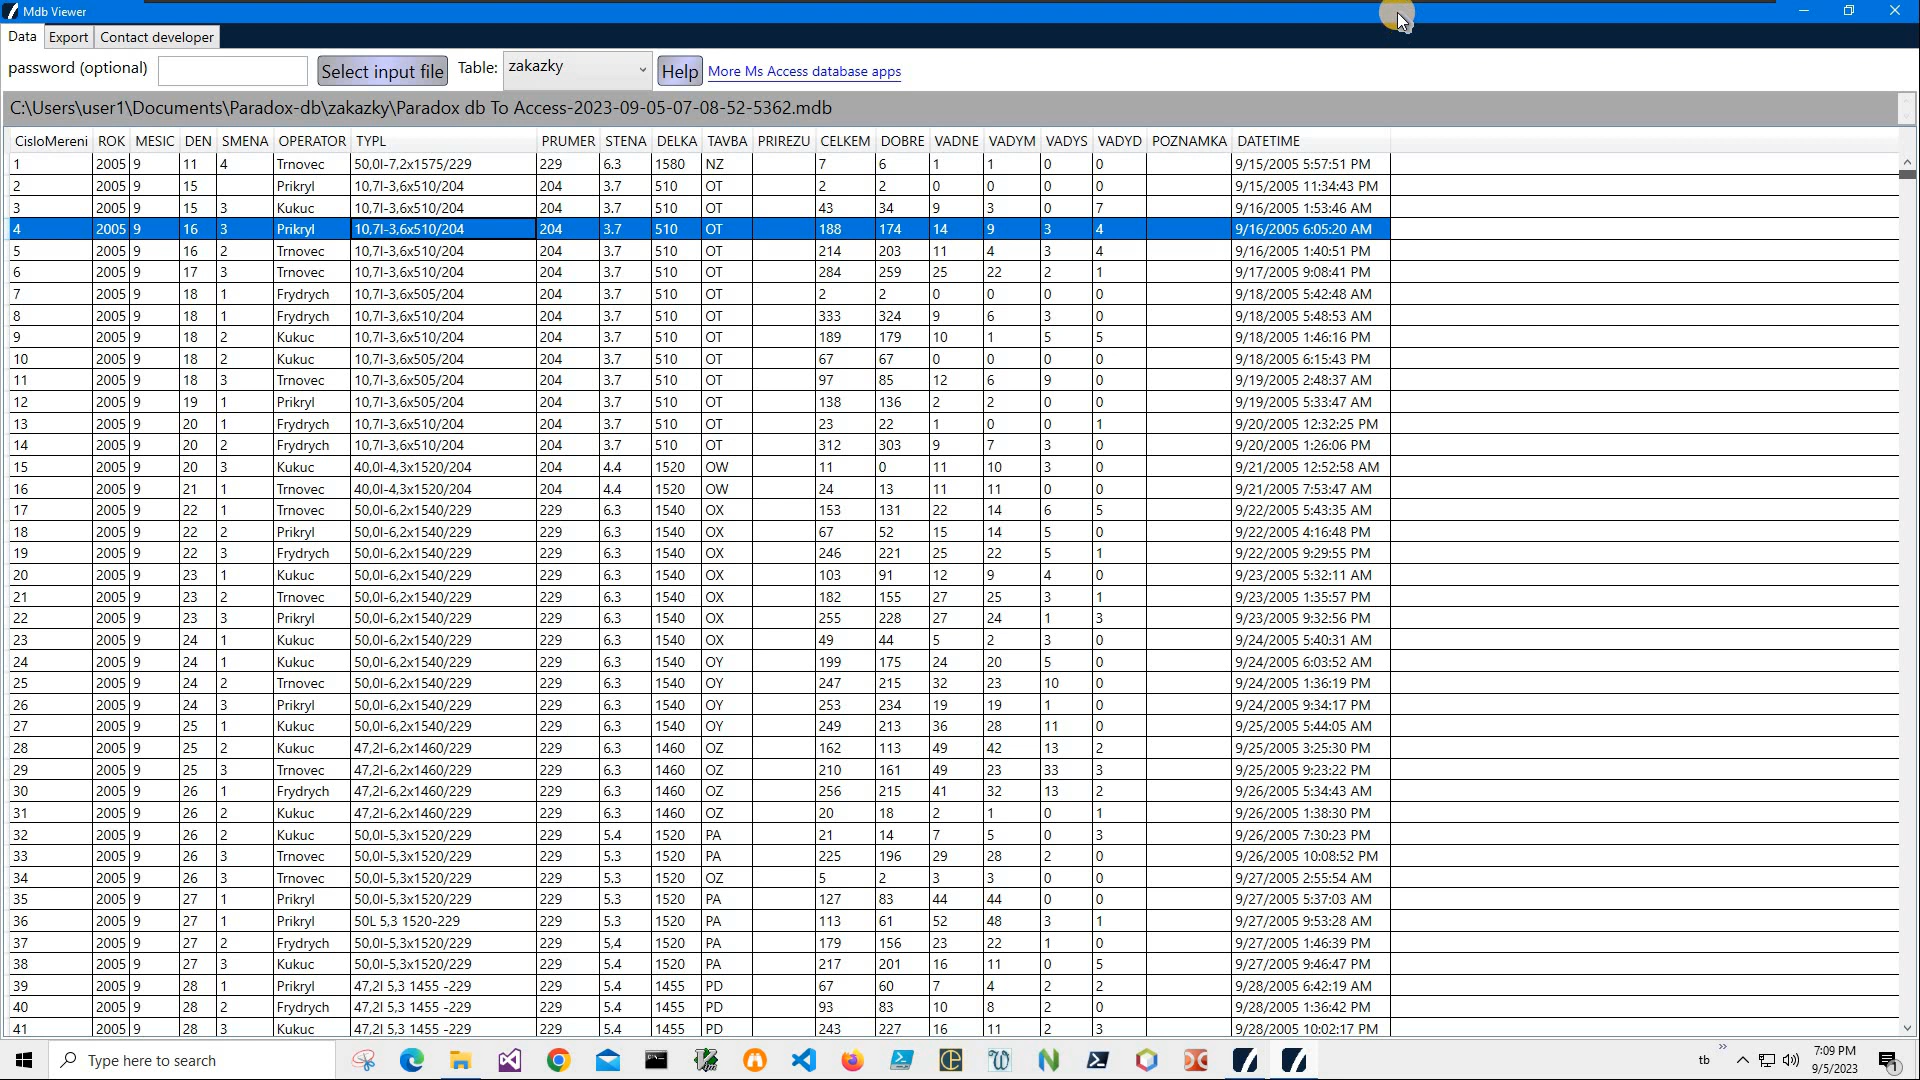 Mdb Viewer
Data Export Contact developer
password (optional) Select input file Table: zakazky Help More Ms Access database apps
C:\Users\user1\Documents\Paradox-db\zakazky\Paradox db To Access-2023-09-05-07-08-52-5362.mdb
CisloMereni ROK MESIC DEN SMENA OPERATOR TYPL PRUMER STENA DELKA TAVBA PRIREZU CELKEM DOBRE VADNE VADYM VADYS VADYD POZNAMKA DATETIME
1 2005 9 11 4 Trnovec 50,0l-7,2x1575/229 229 6.3 1580 NZ 7 6 1 1 0 0 9/15/2005 5:57:51 PM
2 2005 9 15 Prikryl 10,7l-3,6x510/204 204 3.7 510 OT 2 2 0 0 0 0 9/15/2005 11:34:43 PM
3 2005 9 15 3 Kukuc 10,7l-3,6x510/204 204 3.7 510 OT 43 34 9 3 0 7 9/16/2005 1:53:46 AM
4 2005 9 16 3 Prikryl 10,7l-3,6x510/204 204 3.7 510 OT 188 174 14 9 3 4 9/16/2005 6:05:20 AM
5 2005 9 16 2 Trnovec 10,7l-3,6x510/204 204 3.7 510 OT 214 203 11 4 3 4 9/16/2005 1:40:51 PM
6 2005 9 17 3 Trnovec 10,7l-3,6x510/204 204 3.7 510 OT 284 259 25 22 2 1 9/17/2005 9:08:41 PM
7 2005 9 18 1 Frydrych 10,7l-3,6x505/204 204 3.7 510 OT 2 2 0 0 0 0 9/18/2005 5:42:48 AM
8 2005 9 18 1 Frydrych 10,7l-3,6x510/204 204 3.7 510 OT 333 324 9 6 3 0 9/18/2005 5:48:53 AM
9 2005 9 18 2 Kukuc 10,7l-3,6x510/204 204 3.7 510 OT 189 179 10 1 5 5 9/18/2005 1:46:16 PM
10 2005 9 18 2 Kukuc 10,7l-3,6x505/204 204 3.7 510 OT 67 67 0 0 0 0 9/18/2005 6:15:43 PM
11 2005 9 18 3 Trnovec 10,7l-3,6x505/204 204 3.7 510 OT 97 85 12 6 9 0 9/19/2005 2:48:37 AM
12 2005 9 19 1 Prikryl 10,7l-3,6x505/204 204 3.7 510 OT 138 136 2 2 0 0 9/19/2005 5:33:47 AM
13 2005 9 20 1 Frydrych 10,7l-3,6x510/204 204 3.7 510 OT 23 22 1 0 0 1 9/20/2005 12:32:25 PM
14 2005 9 20 2 Frydrych 10,7l-3,6x510/204 204 3.7 510 OT 312 303 9 7 3 0 9/20/2005 1:26:06 PM
15 2005 9 20 3 Kukuc 40,0l-4,3x1520/204 204 4.4 1520 OW 11 0 11 10 3 0 9/21/2005 12:52:58 AM
16 2005 9 21 1 Trnovec 40,0l-4,3x1520/204 204 4.4 1520 OW 24 13 11 11 0 0 9/21/2005 7:53:47 AM
17 2005 9 22 1 Trnovec 50,0l-6,2x1540/229 229 6.3 1540 OX 153 131 22 14 6 5 9/22/2005 5:43:35 AM
18 2005 9 22 2 Prikryl 50,0l-6,2x1540/229 229 6.3 1540 OX 67 52 15 14 5 0 9/22/2005 4:16:48 PM
19 2005 9 22 3 Frydrych 50,0l-6,2x1540/229 229 6.3 1540 OX 246 221 25 22 5 1 9/22/2005 9:29:55 PM
20 2005 9 23 1 Kukuc 50,0l-6,2x1540/229 229 6.3 1540 OX 103 91 12 9 4 0 9/23/2005 5:32:11 AM
21 2005 9 23 2 Trnovec 50,0l-6,2x1540/229 229 6.3 1540 OX 182 155 27 25 3 1 9/23/2005 1:35:57 PM
22 2005 9 23 3 Prikryl 50,0l-6,2x1540/229 229 6.3 1540 OX 255 228 27 24 1 3 9/23/2005 9:32:56 PM
23 2005 9 24 1 Kukuc 50,0l-6,2x1540/229 229 6.3 1540 OX 49 44 5 2 3 0 9/24/2005 5:40:31 AM
24 2005 9 24 1 Kukuc 50,0l-6,2x1540/229 229 6.3 1540 OY 199 175 24 20 5 0 9/24/2005 6:03:52 AM
25 2005 9 24 2 Trnovec 50,0l-6,2x1540/229 229 6.3 1540 OY 247 215 32 23 10 0 9/24/2005 1:36:19 PM
26 2005 9 24 3 Prikryl 50,0l-6,2x1540/229 229 6.3 1540 OY 253 234 19 19 1 0 9/24/2005 9:34:17 PM
27 2005 9 25 1 Kukuc 50,0l-6,2x1540/229 229 6.3 1540 OY 249 213 36 28 11 0 9/25/2005 5:44:05 AM
28 2005 9 25 2 Kukuc 47,2l-6,2x1460/229 229 6.3 1460 OZ 162 113 49 42 13 2 9/25/2005 3:25:30 PM
29 2005 9 25 3 Trnovec 47,2l-6,2x1460/229 229 6.3 1460 OZ 210 161 49 23 33 3 9/25/2005 9:23:22 PM
30 2005 9 26 1 Frydrych 47,2l-6,2x1460/229 229 6.3 1460 OZ 256 215 41 32 13 2 9/26/2005 5:34:43 AM
31 2005 9 26 2 Kukuc 47,2l-6,2x1460/229 229 6.3 1460 OZ 20 18 2 1 0 1 9/26/2005 1:38:30 PM
32 2005 9 26 2 Kukuc 50,0l-5,3x1520/229 229 5.4 1520 PA 21 14 7 5 0 3 9/26/2005 7:30:23 PM
33 2005 9 26 3 Trnovec 50,0l-5,3x1520/229 229 5.3 1520 PA 225 196 29 28 2 0 9/26/2005 10:08:52 PM
34 2005 9 26 3 Trnovec 50,0l-5,3x1520/229 229 5.3 1520 OZ 5 2 3 3 0 0 9/27/2005 2:55:54 AM
35 2005 9 27 1 Prikryl 50,0l-5,3x1520/229 229 5.3 1520 PA 127 83 44 44 0 0 9/27/2005 5:37:03 AM
36 2005 9 27 1 Prikryl 50L 5,3 1520-229 229 5.3 1520 PA 113 61 52 48 3 1 9/27/2005 9:53:28 AM
37 2005 9 27 2 Frydrych 50,0l-5,3x1520/229 229 5.4 1520 PA 179 156 23 22 1 0 9/27/2005 1:46:39 PM
38 2005 9 27 3 Kukuc 50,0l-5,3x1520/229 229 5.4 1520 PA 217 201 16 11 0 5 9/27/2005 9:46:47 PM
39 2005 9 28 1 Prikryl 47,2l 5,3 1455 -229 229 5.4 1455 PD 67 60 7 4 2 2 9/28/2005 6:42:19 AM
40 2005 9 28 2 Frydrych 47,2l 5,3 1455 -229 229 5.4 1455 PD 93 83 10 8 2 0 9/28/2005 1:36:42 PM
41 2005 9 28 3 Kukuc 47,2l 5,3 1455 -229 229 5.4 1455 PD 243 227 16 11 2 3 9/28/2005 10:02:17 PM
Type here to search tb 7:09 PM
9/5/2023 1